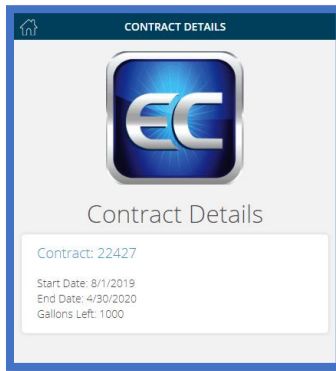 CONTRACT DETAILS
EC
Contract Details
Contract: 22427
Start Date: 8/1/2019
End Date: 4/30/2020
Gallons Left: 1000